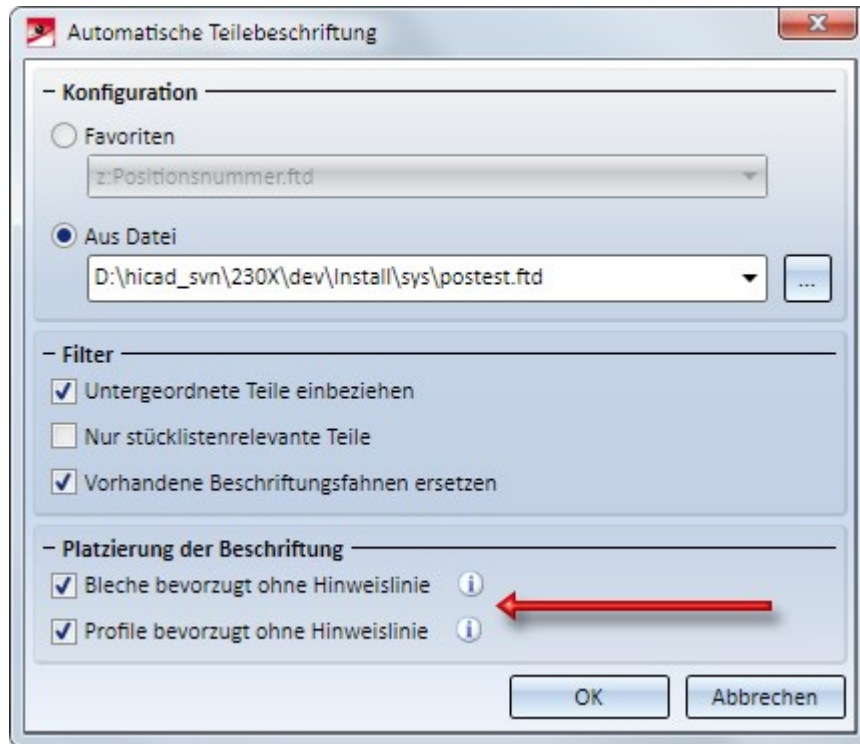 Automatische Teilebeschriftung
Konfiguration
Favoriten
z:Positionsnummer.ftd
Aus Datei
D:\hicad_svn\230X\dev\Install\sys\postest.ftd
...
Filter
Untergeordnete Teile einbeziehen
Nur stücklistenrelevante Teile
Vorhandene Beschriftungsfahnen ersetzen
Platzierung der Beschriftung
Bleche bevorzugt ohne Hinweislinie
Profile bevorzugt ohne Hinweislinie
OK Abbrechen